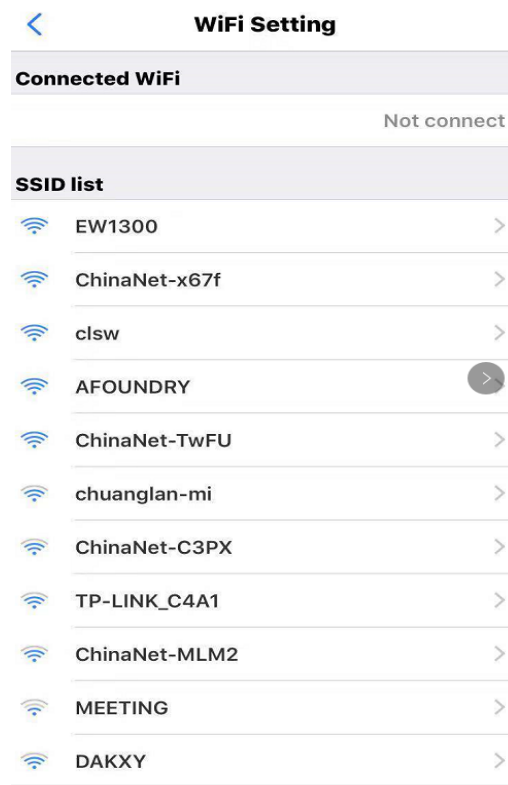 WiFi Setting
Connected WiFi
Not connect
SSID list
EW1300
ChinaNet-x67f
clsw
AFOUNDRY
ChinaNet-TwFU
chuanglan-mi
ChinaNet-C3PX
TP-LINK_C4A1
ChinaNet-MLM2
MEETING
DAKXY